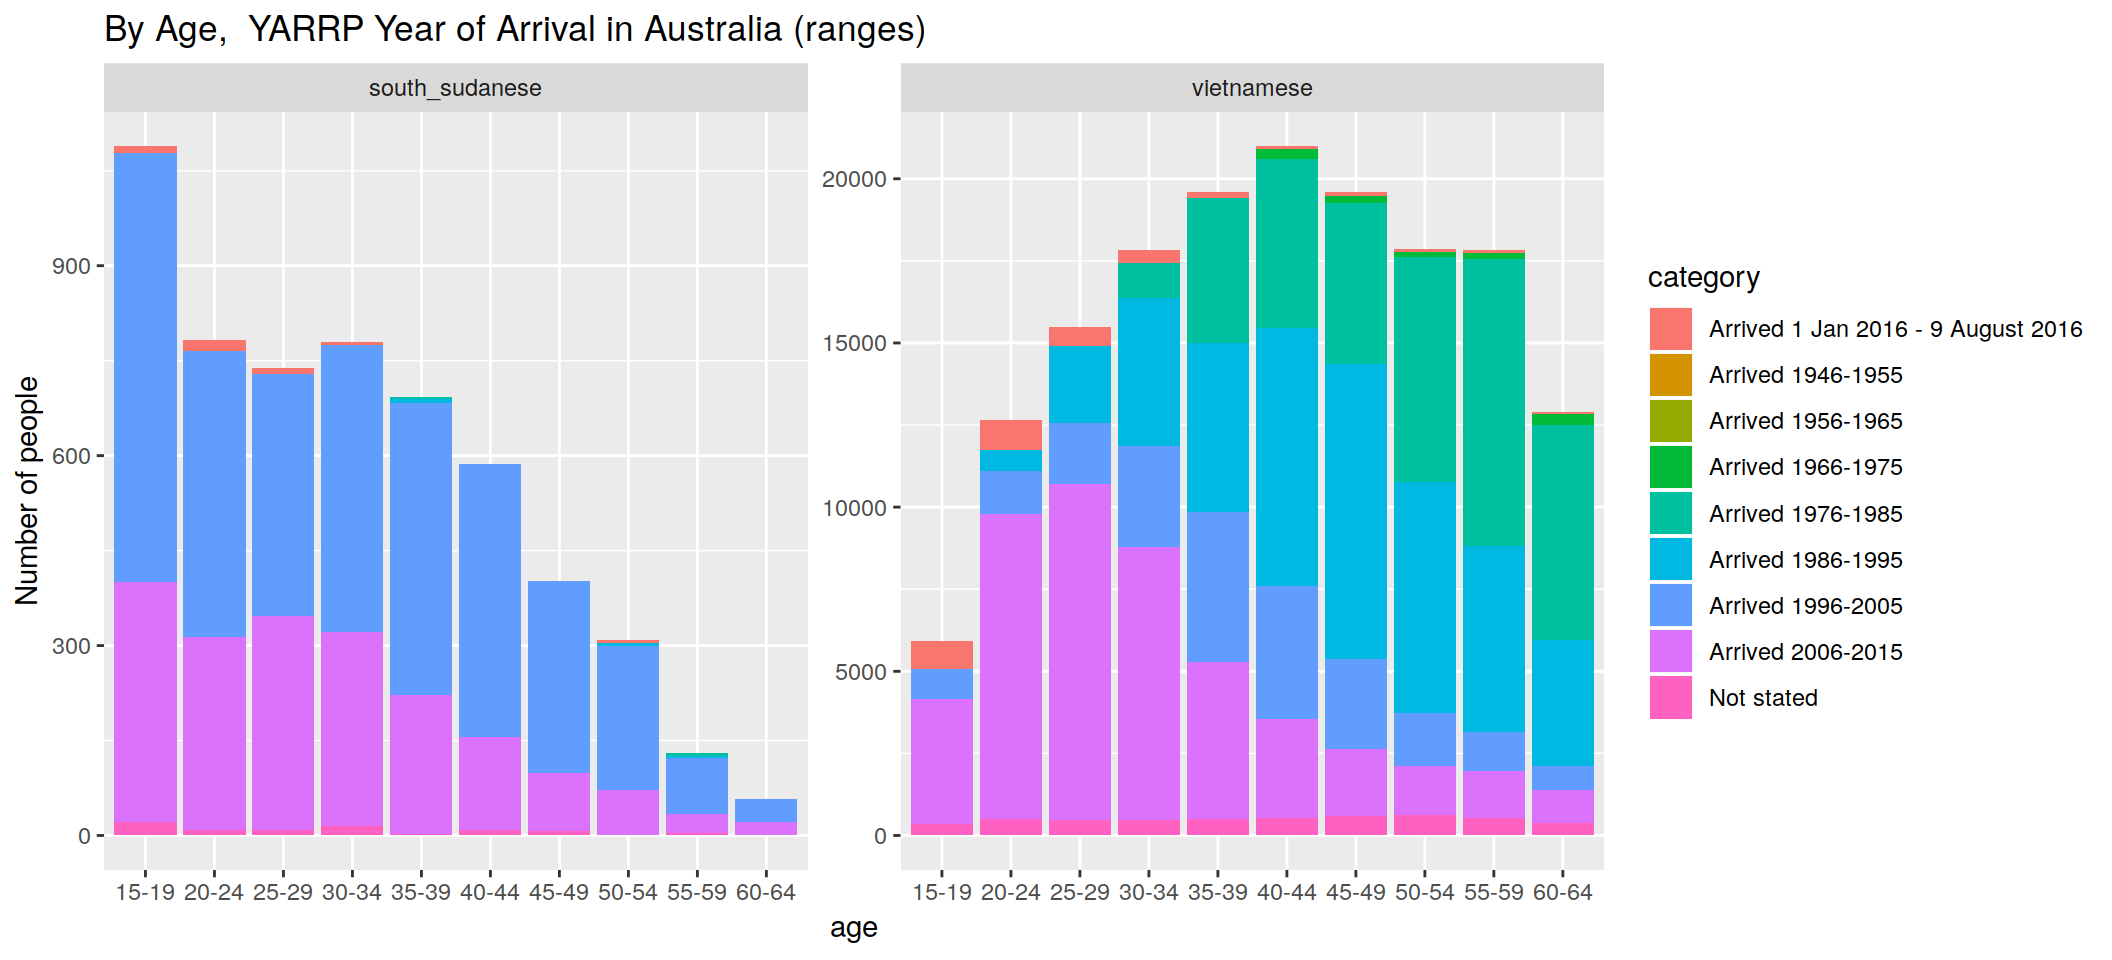 By Age,  YARRP Year of Arrival in Australia (ranges)
south_sudanese
vietnamese
Number of people
900
600
300
0
20000
15000
10000
5000
0
15-19 20-24 25-29 30-34 35-39 40-44 45-49 50-54 55-59 60-64
15-19 20-24 25-29 30-34 35-39 40-44 45-49 50-54 55-59 60-64
age
category
Arrived 1 Jan 2016 - 9 August 2016
Arrived 1946-1955
Arrived 1956-1965
Arrived 1966-1975
Arrived 1976-1985
Arrived 1986-1995
Arrived 1996-2005
Arrived 2006-2015
Not stated